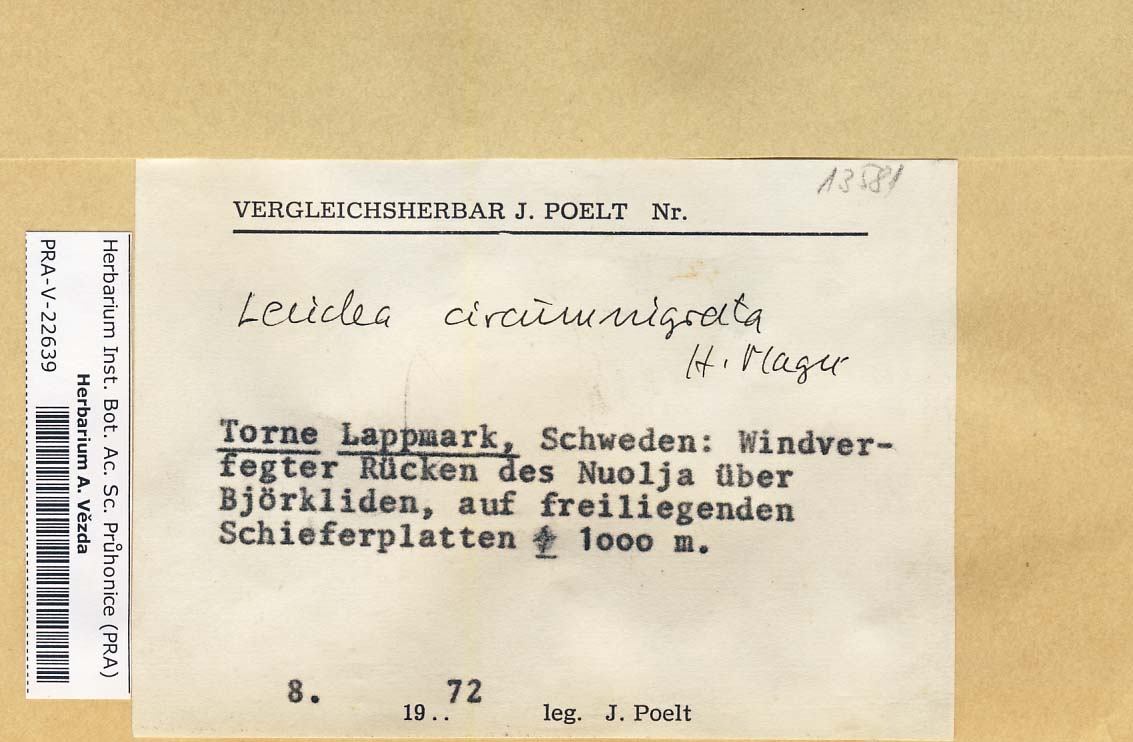 13581
VERGLEICHSHERBAR J. POELT Nr.
Lecidea circumnigrata
H. Magn
Torne Lappmark, Schweden: Windver-
fegter Rücken des Nuolja über
Björkliden, auf freiliegenden
Schieferplatten ± 1ooo m.
8. 72
19.. leg. J. Poelt
Herbarium Inst. Bot. Ac. Sc. Průhonice (PRA)
Herbarium A. Vězda
PRA-V-22639